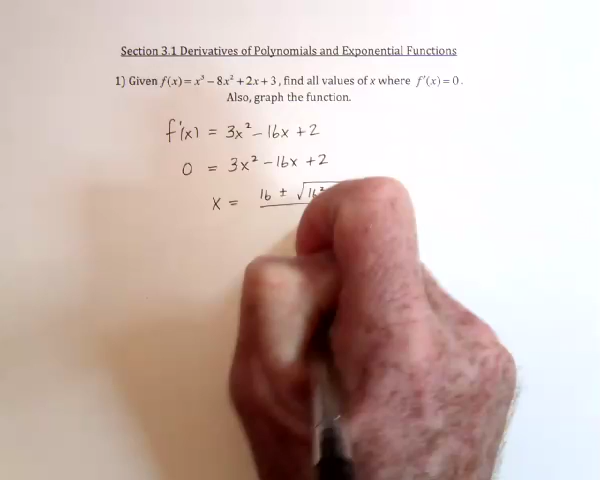 Section 3.1 Derivatives of Polynomials and Exponential Functions
1) Given f(x) = x³ – 8x² + 2x + 3, find all values of x where f'(x) = 0.
Also, graph the function.
f'(x) = 3x² – 16x + 2
0 = 3x² – 16x + 2
x = 16 ± √16²